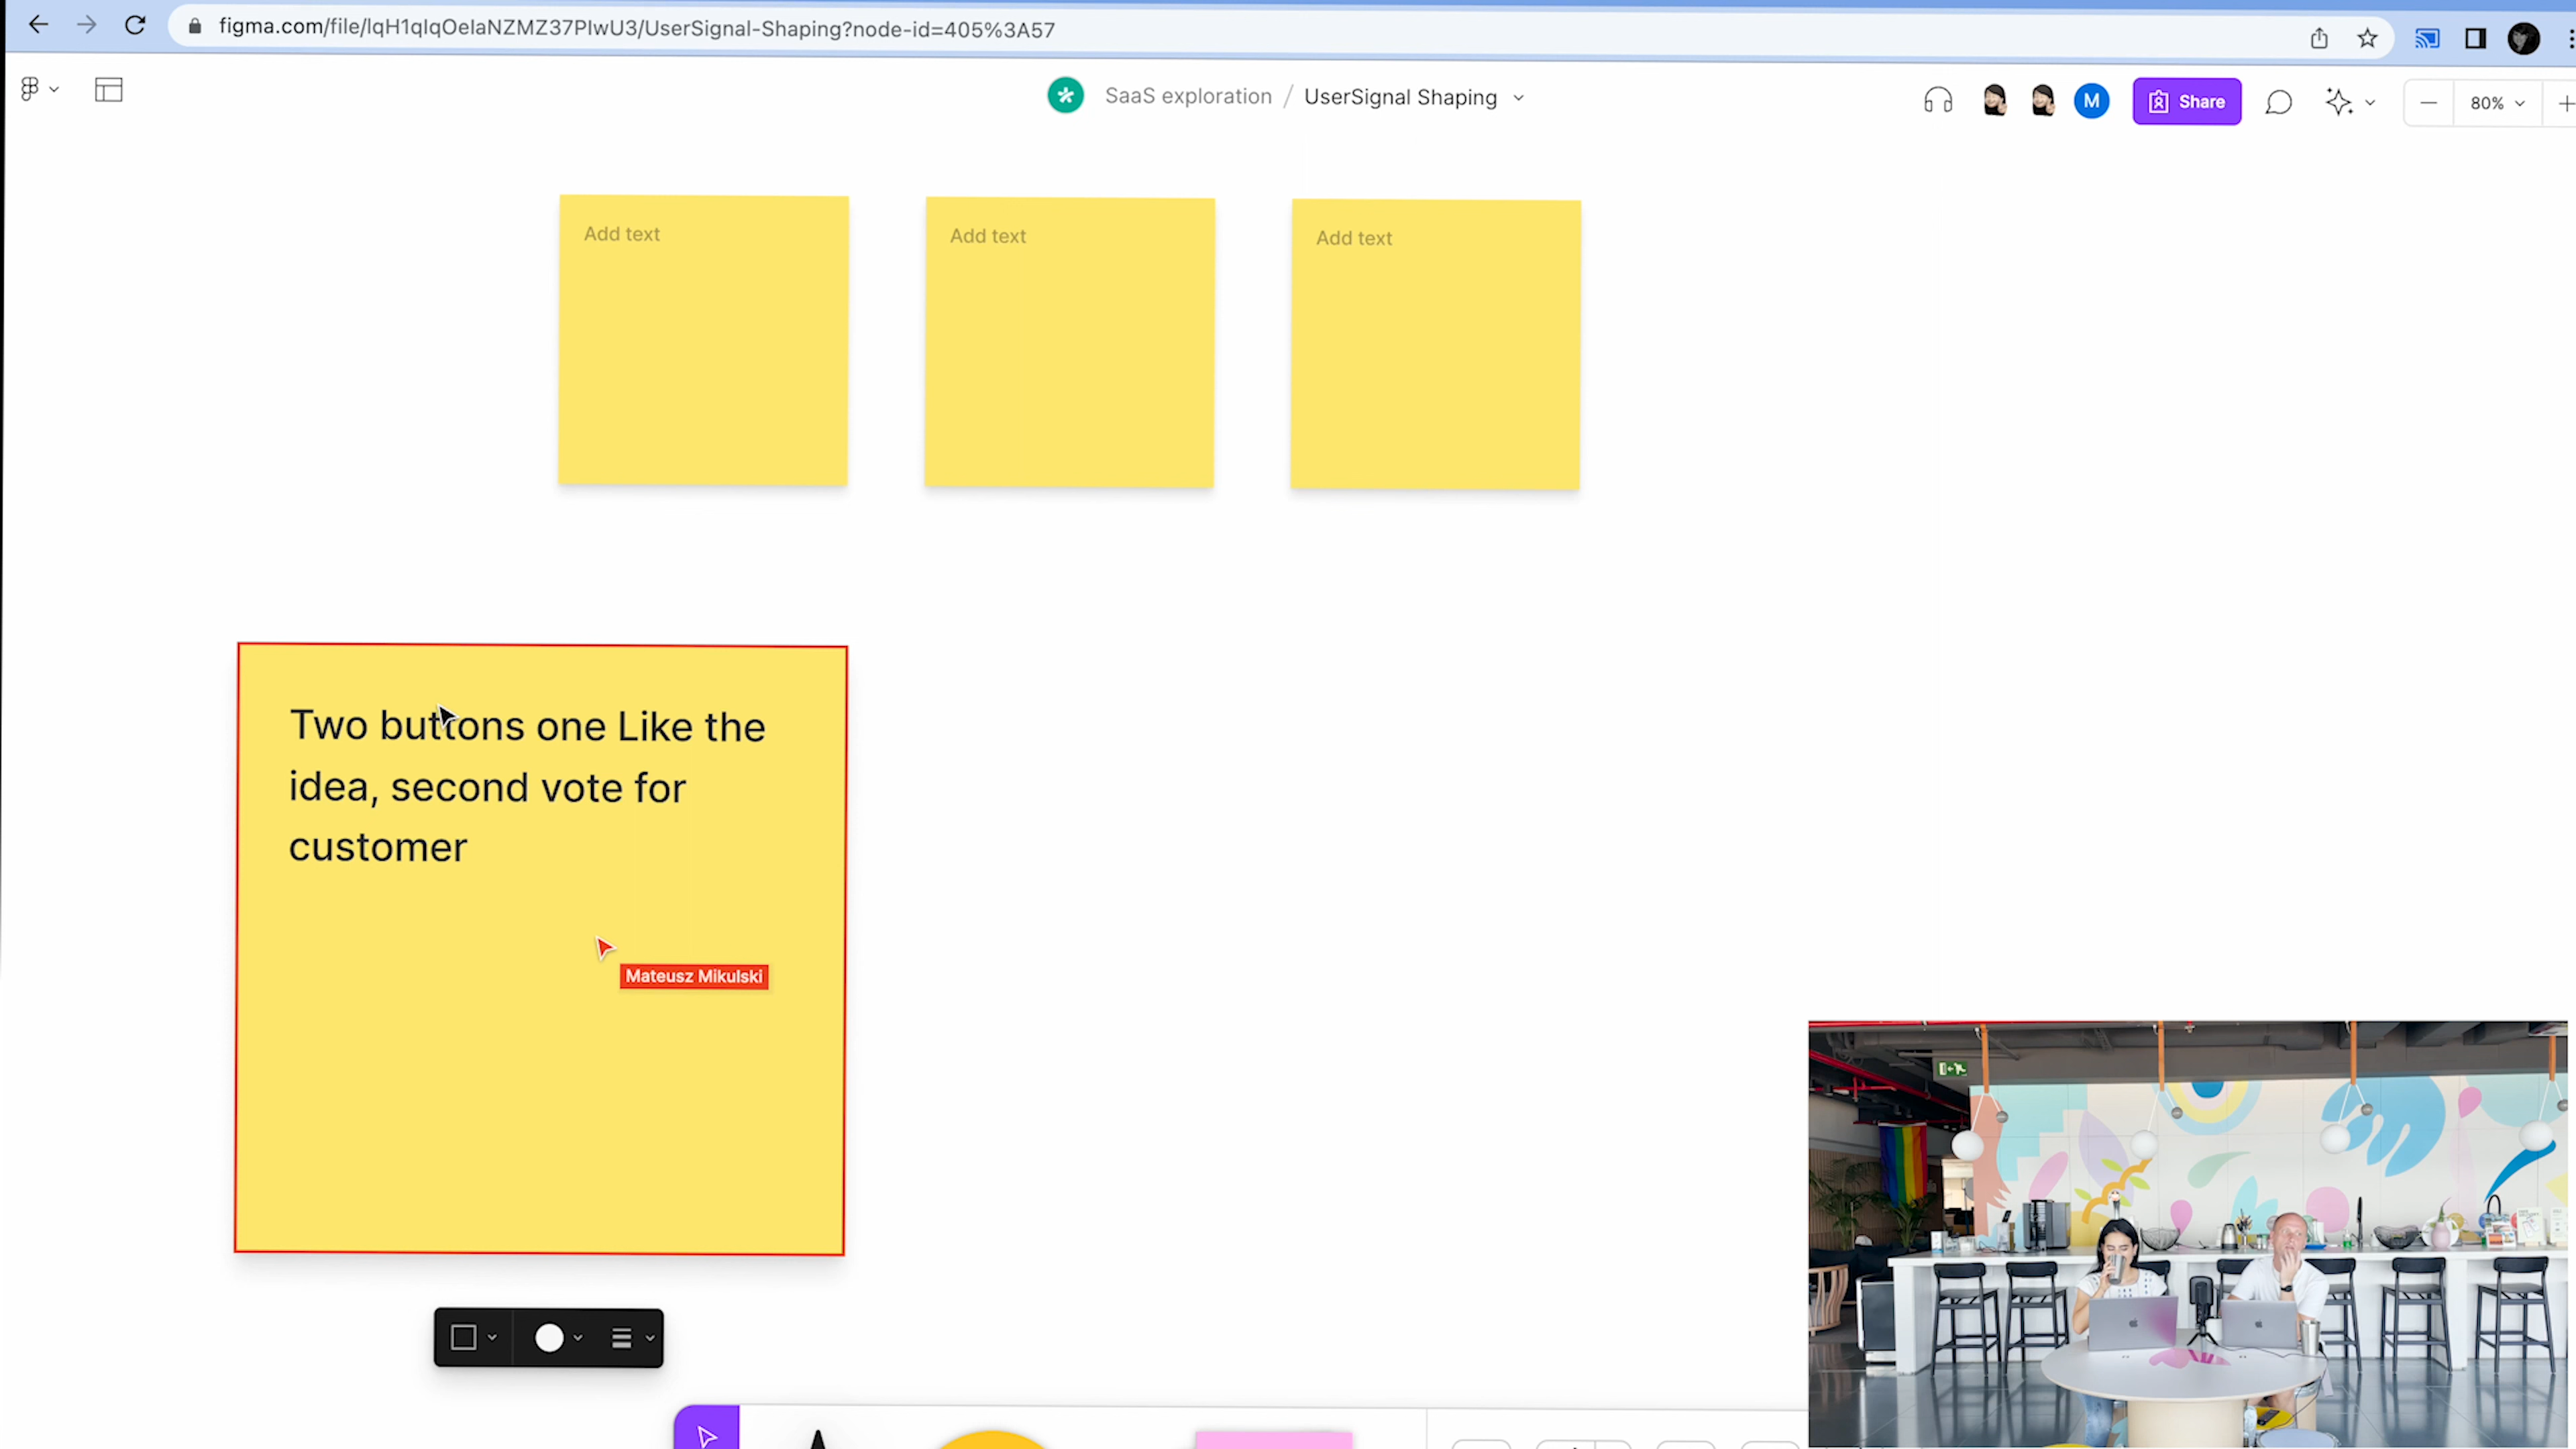 figma.com/file/lqH1qIqOelaNZMZ37PIwU3/UserSignal-Shaping?node-id=405%3A57
SaaS exploration / UserSignal Shaping
M
Share
80%
Add text
Add text
Add text
Two buttons one Like the
idea, second vote for
customer
Mateusz Mikulski